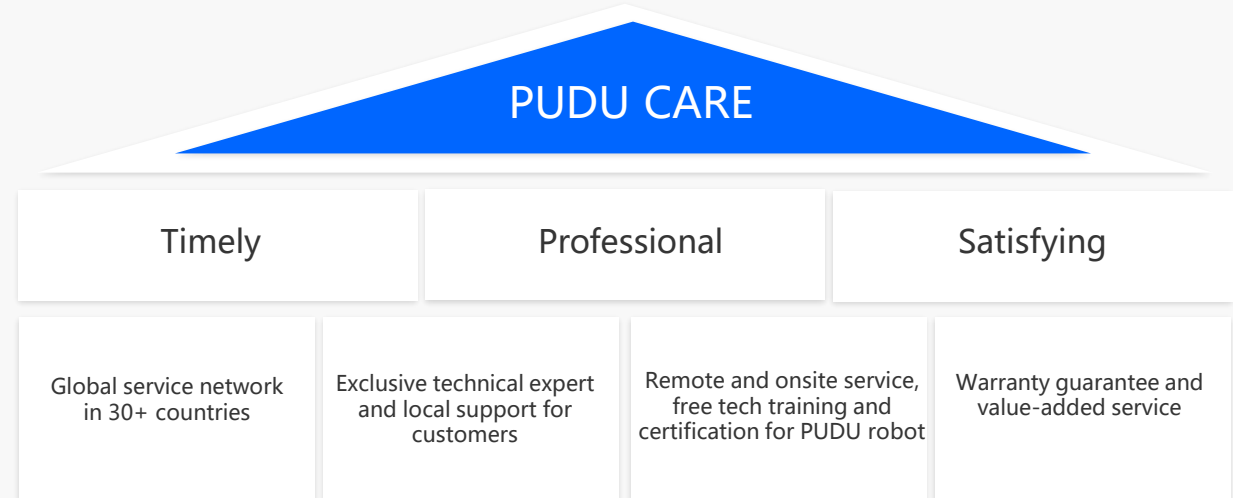 PUDU CARE
Timely
Professional
Satisfying
Global service network
in 30+ countries
Exclusive technical expert
and local support for
customers
Remote and onsite service,
free tech training and
certification for PUDU robot
Warranty guarantee and
value-added service